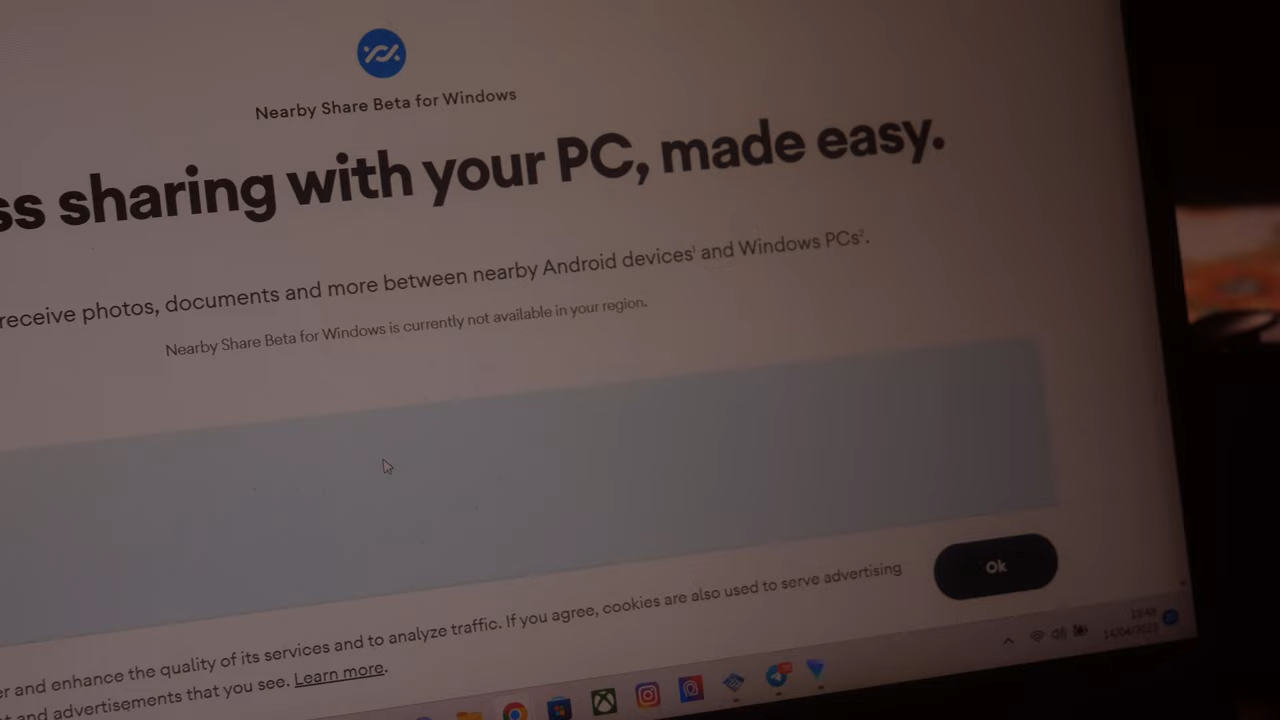 Nearby Share Beta for Windows
ss sharing with your PC, made easy.
receive photos, documents and more between nearby Android devices¹ and Windows PCs².
Nearby Share Beta for Windows is currently not available in your region.
er and enhance the quality of its services and to analyze traffic. If you agree, cookies are also used to serve advertising
and advertisements that you see. Learn more.
Ok